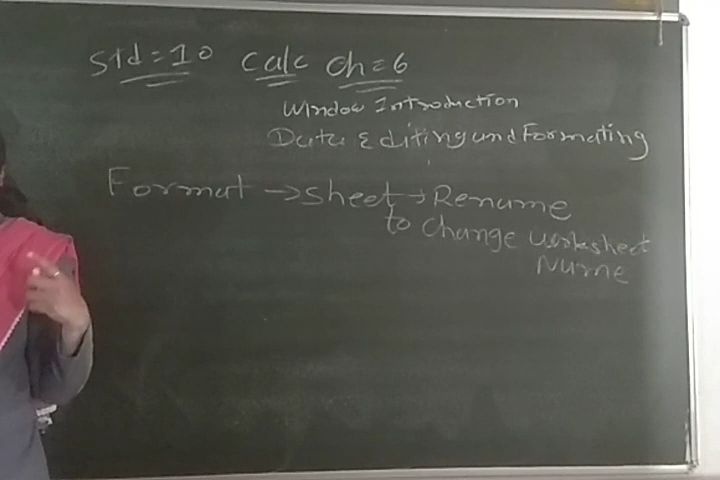 Std=10 Calc Ch=6
Window Introduction
Data Editing and Formating
Format → Sheet → Rename
to change worksheet
Name